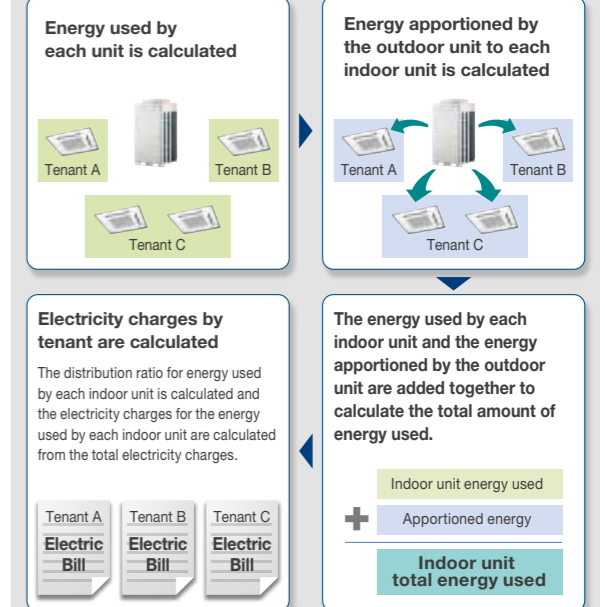 Energy used by
each unit is calculated
Tenant A
Tenant B
Tenant C
Energy apportioned by
the outdoor unit to each
indoor unit is calculated
Tenant A
Tenant B
Tenant C
The energy used by each
indoor unit and the energy
apportioned by the outdoor
unit are added together to
calculate the total amount of
energy used.
Indoor unit energy used
+
Apportioned energy
Indoor unit
total energy used
Electricity charges by
tenant are calculated
The distribution ratio for energy used
by each indoor unit is calculated and
the electricity charges for the energy
used by each indoor unit are calculated
from the total electricity charges.
Tenant A
Electric
Bill
Tenant B
Electric
Bill
Tenant C
Electric
Bill